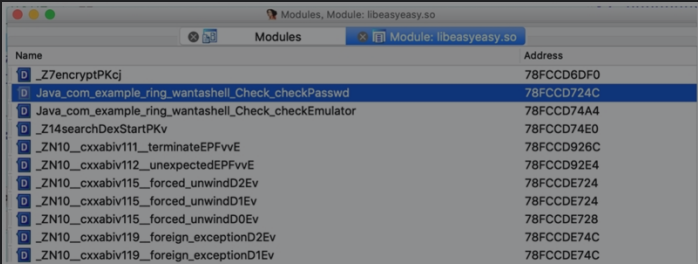 Modules, Module: libeasyeasy.so
Modules Module: libeasyeasy.so
Name Address
D _Z7encryptPKcj 78FCCD6DF0
D Java_com_example_ring_wantashell_Check_checkPasswd 78FCCD724C
D Java_com_example_ring_wantashell_Check_checkEmulator 78FCCD74A4
D _Z14searchDexStartPKv 78FCCD74E0
D _ZN10__cxxabiv111__terminateEPFvvE 78FCCD926C
D _ZN10__cxxabiv112__unexpectedEPFvvE 78FCCD92E4
D _ZN10__cxxabiv115__forced_unwindD2Ev 78FCCDE724
D _ZN10__cxxabiv115__forced_unwindD1Ev 78FCCDE724
D _ZN10__cxxabiv115__forced_unwindD0Ev 78FCCDE728
D _ZN10__cxxabiv119__foreign_exceptionD2Ev 78FCCDE74C
D _ZN10__cxxabiv119__foreign_exceptionD1Ev 78FCCDE74C